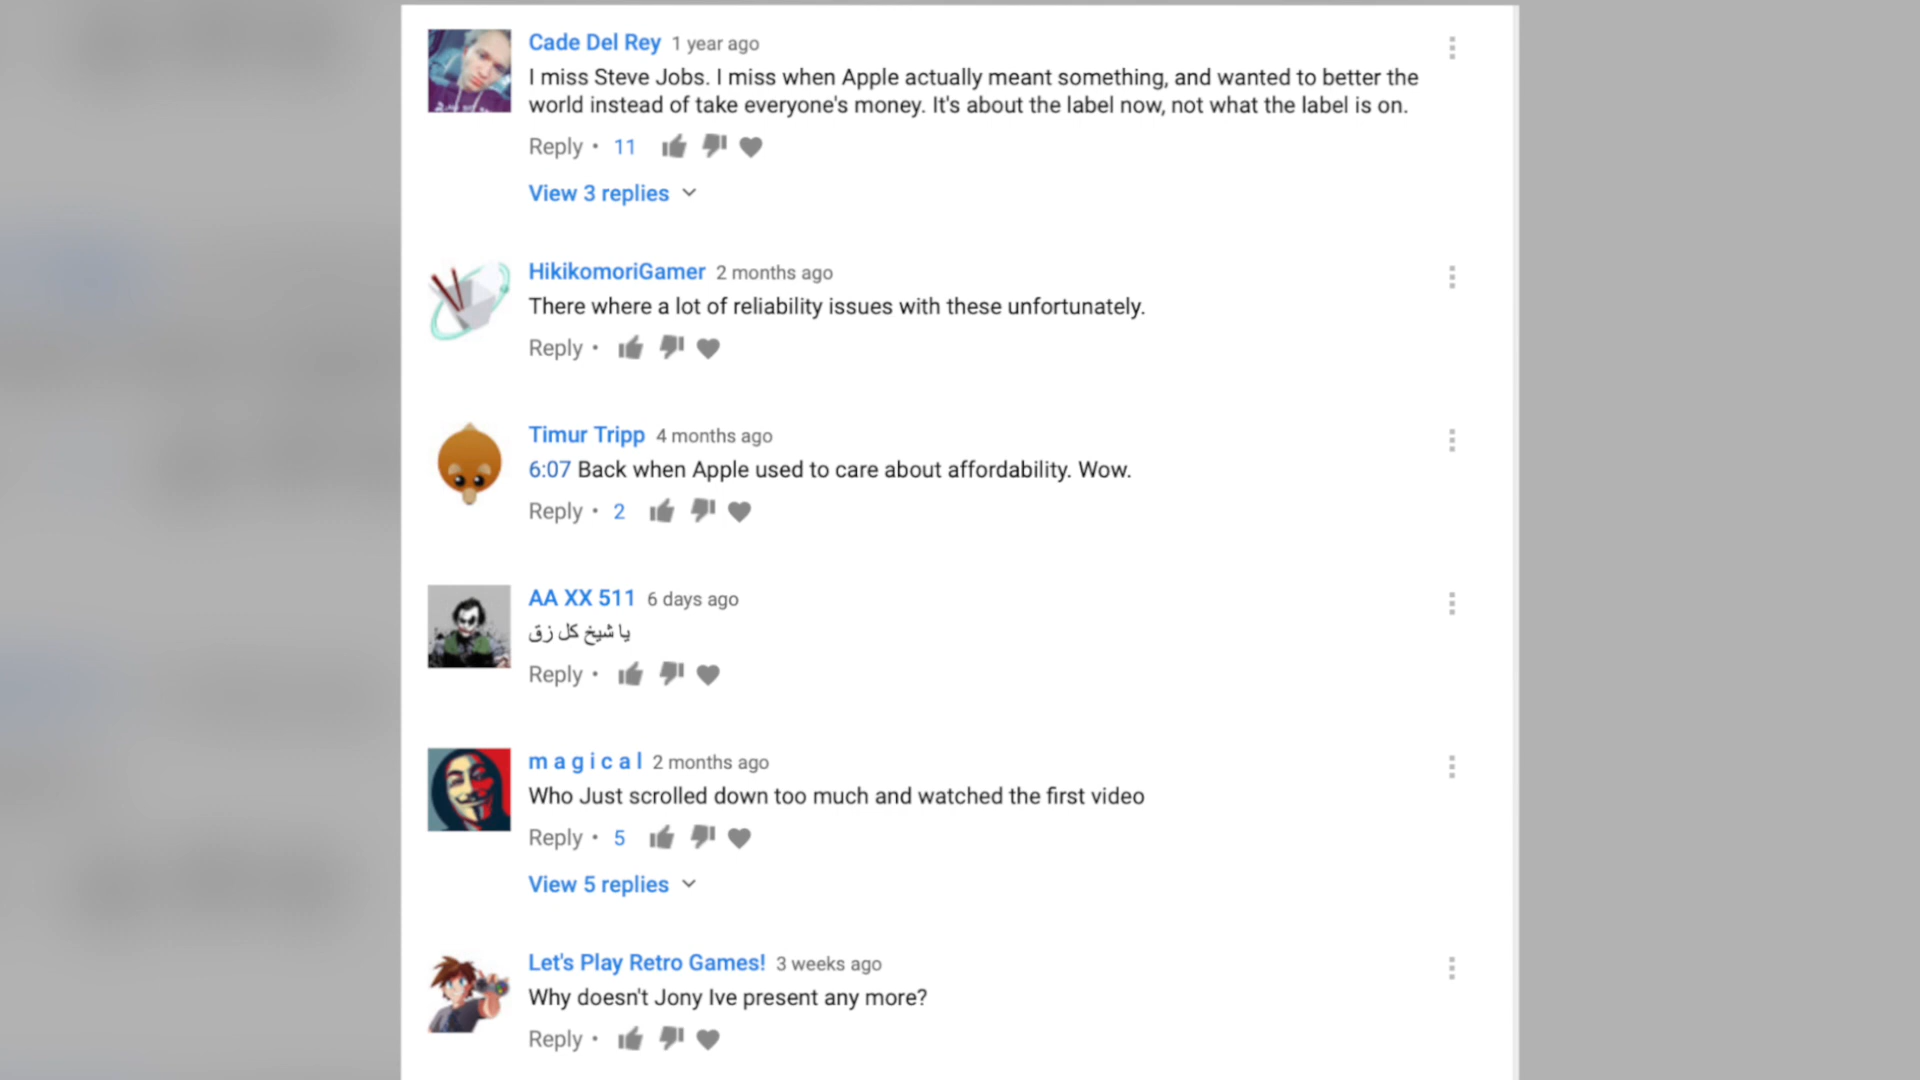 Cade Del Rey 1 year ago
I miss Steve Jobs. I miss when Apple actually meant something, and wanted to better the
world instead of take everyone's money. It's about the label now, not what the label is on.
Reply • 11
View 3 replies
HikikomoriGamer 2 months ago
There where a lot of reliability issues with these unfortunately.
Reply •
Timur Tripp 4 months ago
6:07 Back when Apple used to care about affordability. Wow.
Reply • 2
AA XX 511 6 days ago
يا شيخ كل زق
Reply •
m a g i c a l 2 months ago
Who Just scrolled down too much and watched the first video
Reply • 5
View 5 replies
Let's Play Retro Games! 3 weeks ago
Why doesn't Jony Ive present any more?
Reply •